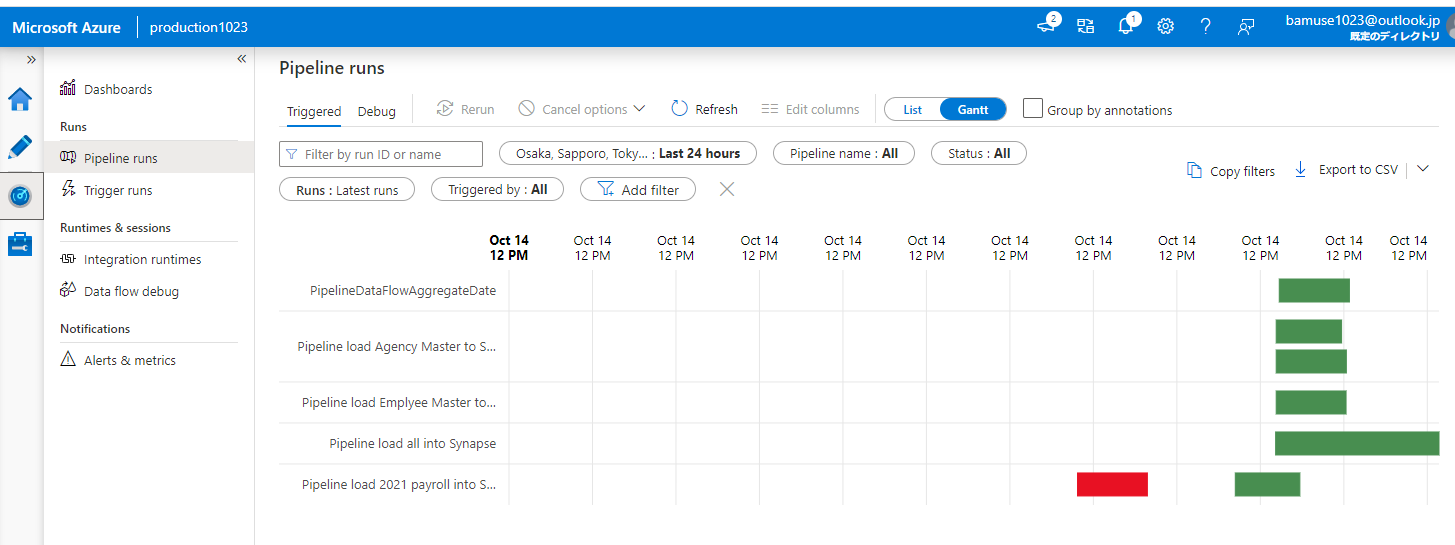 Microsoft Azure production1023 2 1 bamuse1023@outlook.jp
既定のディレクトリ
» «
Dashboards
Runs
Pipeline runs
Trigger runs
Runtimes & sessions
Integration runtimes
Data flow debug
Notifications
Alerts & metrics
Pipeline runs
Triggered Debug Rerun Cancel options Refresh Edit columns List Gantt Group by annotations
Filter by run ID or name Osaka, Sapporo, Toky... : Last 24 hours Pipeline name : All Status : All
Runs : Latest runs Triggered by : All Add filter
Copy filters Export to CSV
Oct 14 Oct 14 Oct 14 Oct 14 Oct 14 Oct 14 Oct 14 Oct 14 Oct 14 Oct 14 Oct 14 Oct 14
12 PM 12 PM 12 PM 12 PM 12 PM 12 PM 12 PM 12 PM 12 PM 12 PM 12 PM 12 PM
PipelineDataFlowAggregateDate
Pipeline load Agency Master to S...
Pipeline load Emplyee Master to...
Pipeline load all into Synapse
Pipeline load 2021 payroll into S...